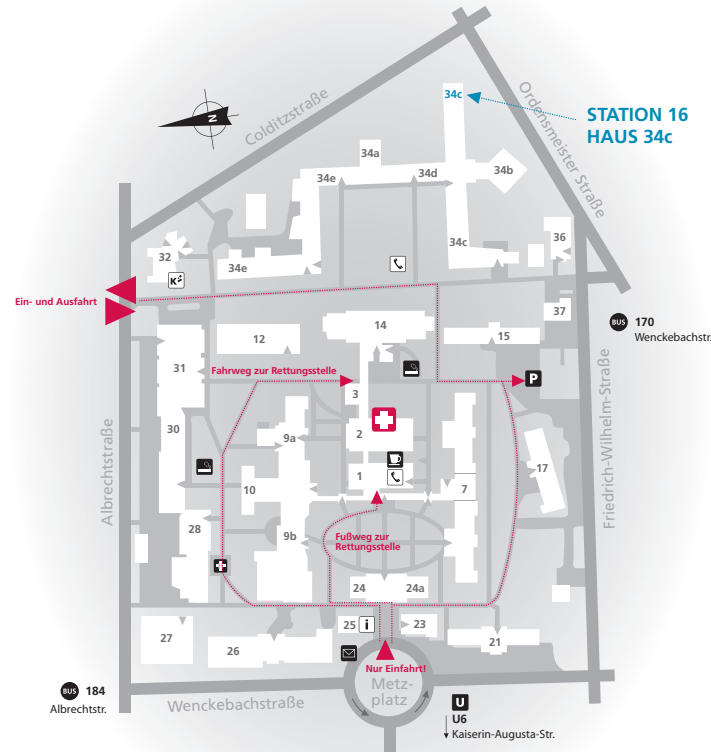 Colditzstraße
Ordensmeister Straße
34c
STATION 16
HAUS 34c
N
34a
34e
34d
34b
36
32
K
34e
34c
Ein- und Ausfahrt
37
BUS 170
Wenckebachstr.
14
12
15
31
Fahrweg zur Rettungsstelle
P
3
30
2
9a
Albrechtstraße
Friedrich-Wilhelm-Straße
17
1
10
7
28
9b
Fußweg zur
Rettungsstelle
24
24a
25
i
23
27
26
21
Nur Einfahrt!
Metz-
platz
BUS 184
Albrechtstr.
Wenckebachstraße
U
U6
Kaiserin-Augusta-Str.